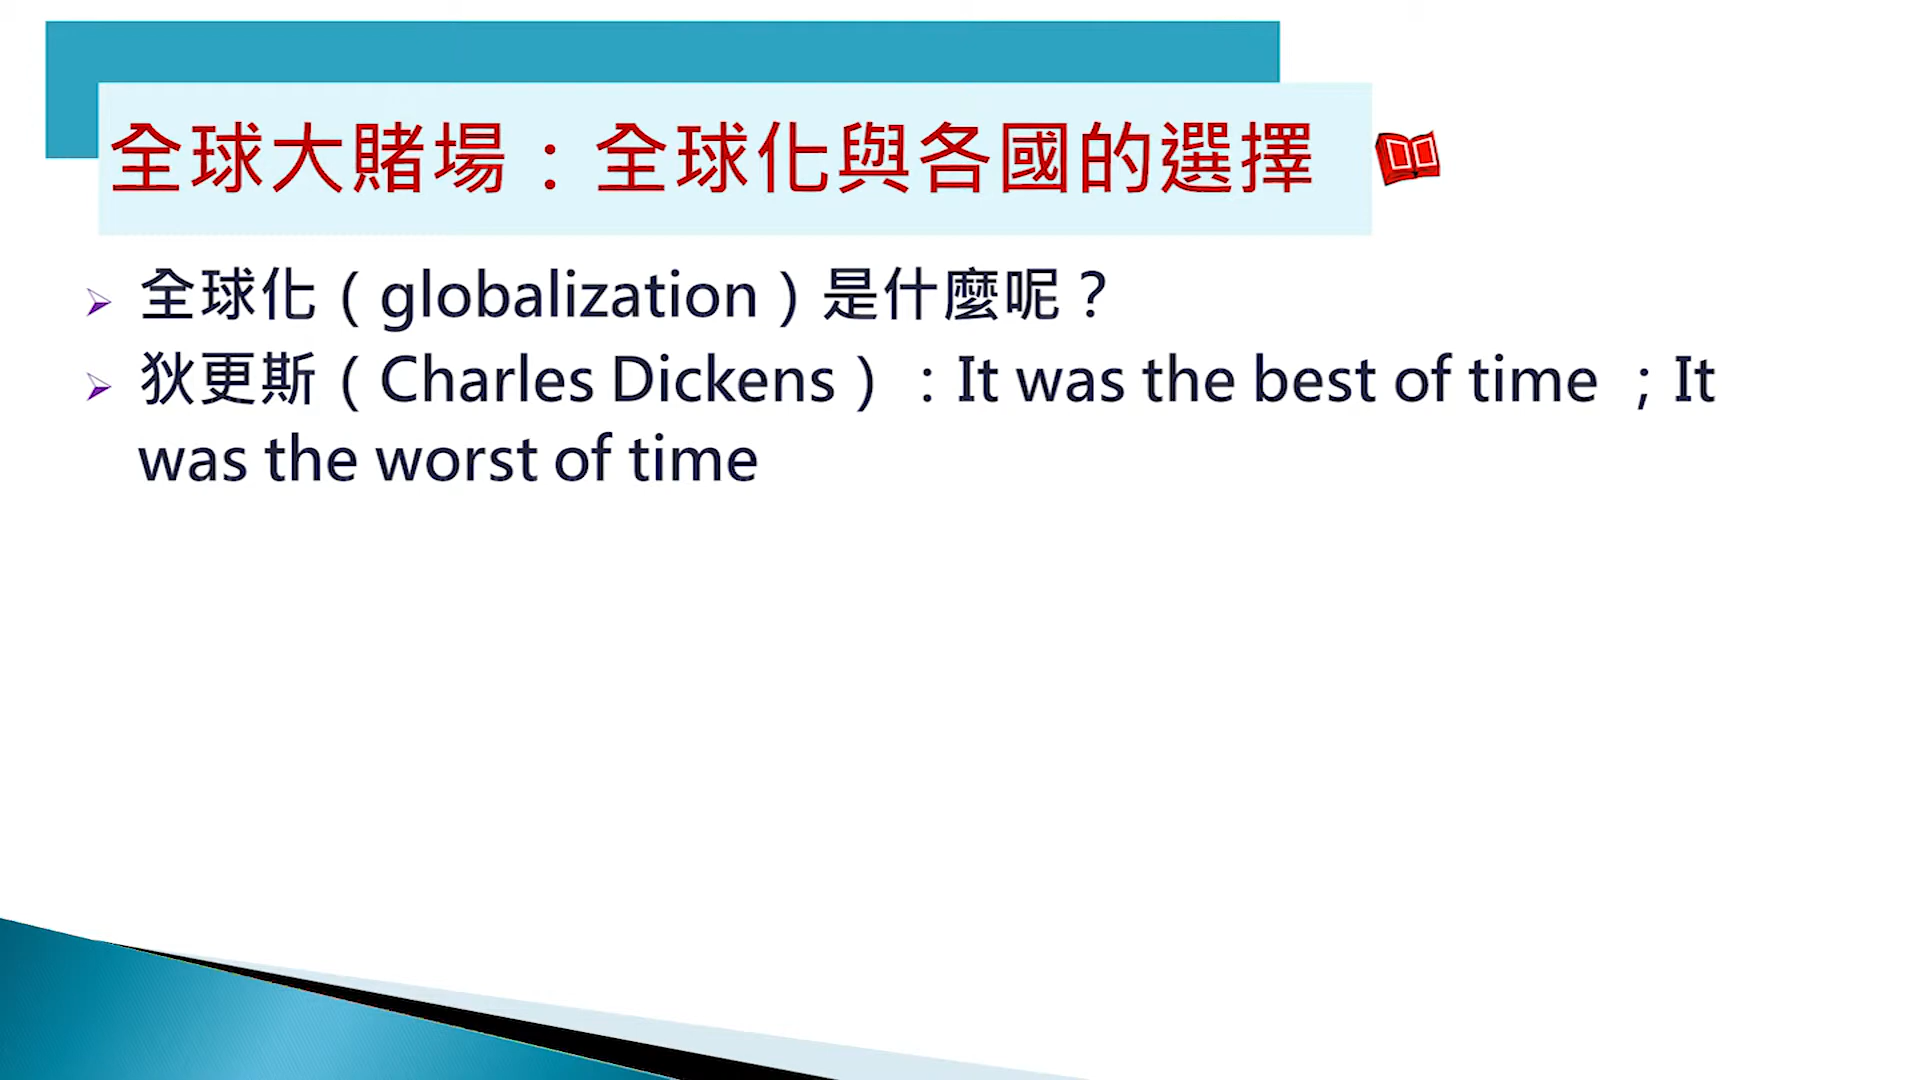 全球大賭場：全球化與各國的選擇
全球化（globalization）是什麼呢？
狄更斯（Charles Dickens）：It was the best of time ；It
was the worst of time